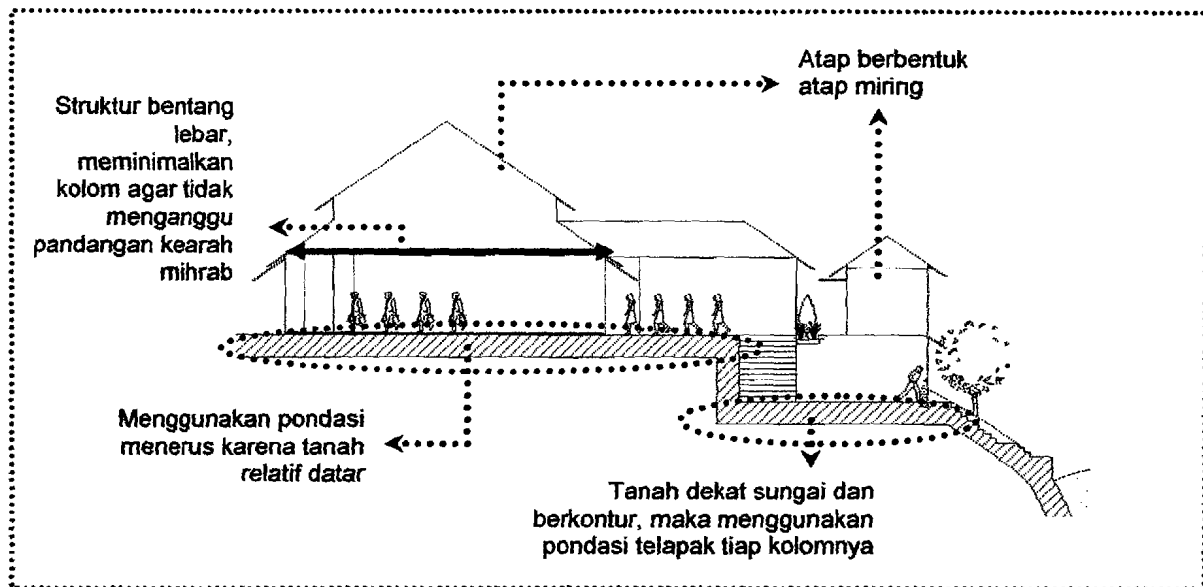 Struktur bentang
lebar,
meminimalkan
kolom agar tidak
menganggu
pandangan kearah
mihrab
Atap berbentuk
atap miring
Menggunakan pondasi
menerus karena tanah
relatif datar
Tanah dekat sungai dan
berkontur, maka menggunakan
pondasi telapak tiap kolomnya